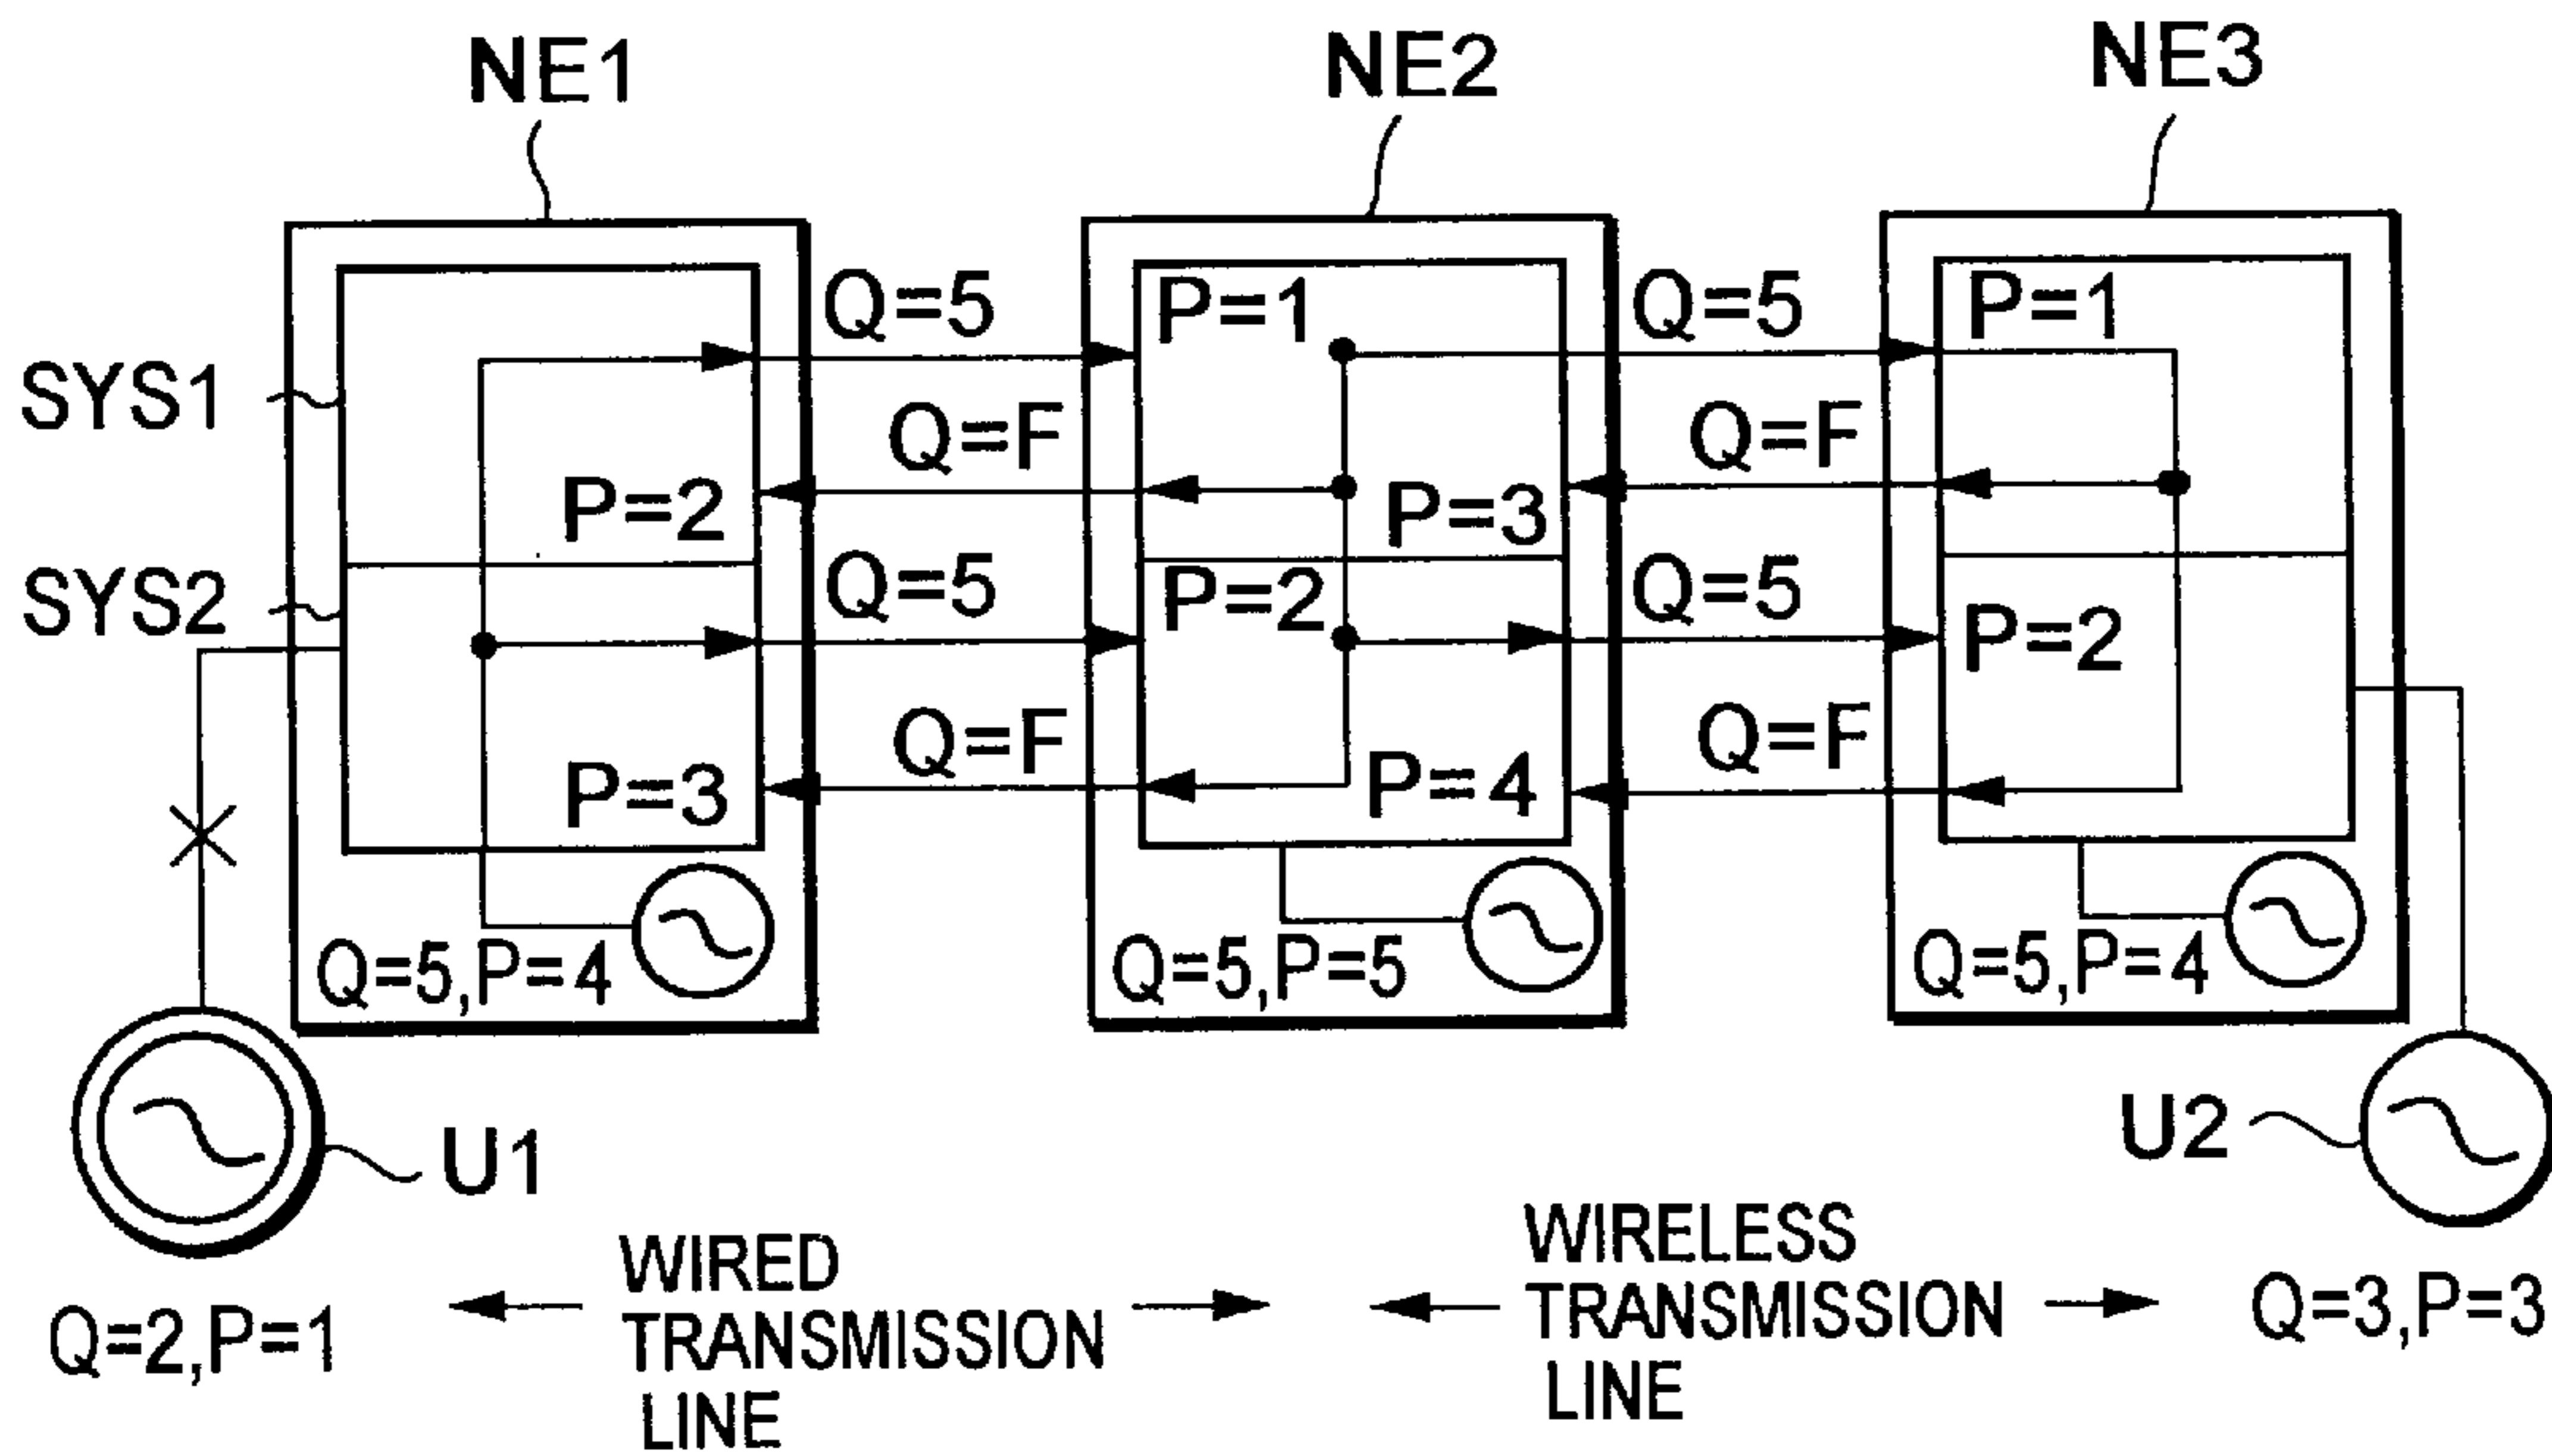 NE1
NE2
NE3
Q=5
P=1
Q=5
P=1
SYS1
Q=F
Q=F
P=2
P=3
SYS2
Q=5
P=2
Q=5
P=2
Q=F
Q=F
P=3
P=4
Q=5,P=4
Q=5,P=5
Q=5,P=4
U1
U2
Q=2,P=1
WIRED
TRANSMISSION
LINE
WIRELESS
TRANSMISSION
LINE
Q=3,P=3